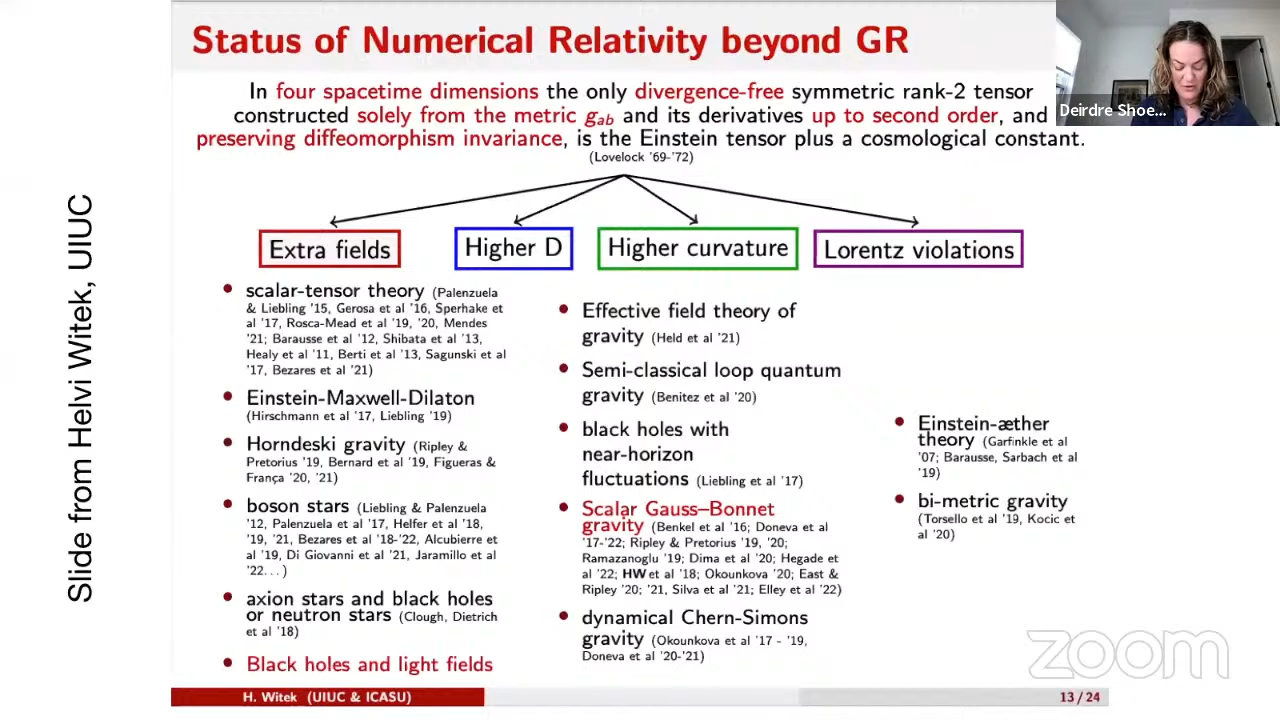 Status of Numerical Relativity beyond GR
In four spacetime dimensions the only divergence-free symmetric rank-2 tensor
constructed solely from the metric gab and its derivatives up to second order, and
preserving diffeomorphism invariance, is the Einstein tensor plus a cosmological constant.
(Lovelock '69-'72)
Deirdre Shoe...
Slide from Helvi Witek, UIUC
Extra fields
Higher D
Higher curvature
Lorentz violations
• scalar-tensor theory (Palenzuela
& Liebling '15, Gerosa et al '16, Sperhake et
al '17, Rosca-Mead et al '19, '20, Mendes
'21; Barausse et al '12, Shibata et al '13,
Healy et al '11, Berti et al '13, Sagunski et al
'17, Bezares et al '21)
• Einstein-Maxwell-Dilaton
(Hirschmann et al '17, Liebling '19)
• Horndeski gravity (Ripley &
Pretorius '19, Bernard et al '19, Figueras &
França '20, '21)
• boson stars (Liebling & Palenzuela
'12, Palenzuela et al '17, Helfer et al '18,
'19, '21, Bezares et al '18-'22, Alcubierre et
al '19, Di Giovanni et al '21, Jaramillo et al
'22...)
• axion stars and black holes
or neutron stars (Clough, Dietrich
et al '18)
• Black holes and light fields
• Effective field theory of
gravity (Held et al '21)
• Semi-classical loop quantum
gravity (Benitez et al '20)
• black holes with
near-horizon
fluctuations (Liebling et al '17)
• Scalar Gauss–Bonnet
gravity (Benkel et al '16; Doneva et al
'17-'22; Ripley & Pretorius '19, '20;
Ramazanoglu '19; Dima et al '20; Hegade et
al '22; HW et al '18; Okounkova '20; East &
Ripley '20; '21, Silva et al '21; Elley et al '22)
• dynamical Chern-Simons
gravity (Okounkova et al '17 - '19,
Doneva et al '20-'21)
• Einstein-æther
theory (Garfinkle et al
'07; Barausse, Sarbach et al
'19)
• bi-metric gravity
(Torsello et al '19, Kocic et
al '20)
zoom
H. Witek (UIUC & ICASU)
13 / 24